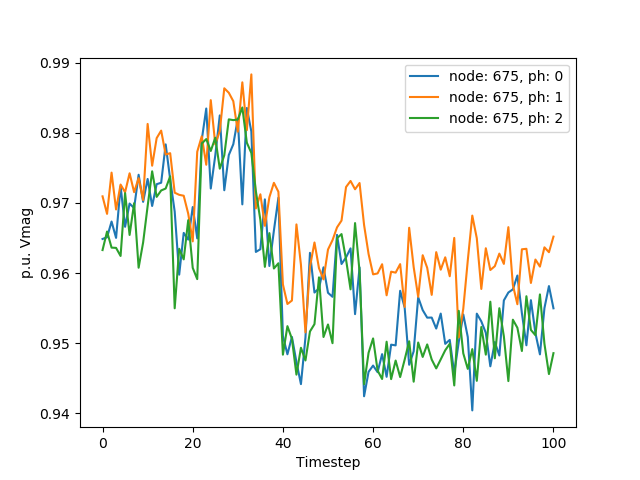 0.99
0.98
0.97
0.96
0.95
0.94
p.u. Vmag
node: 675, ph: 0
node: 675, ph: 1
node: 675, ph: 2
0 20 40 60 80 100
Timestep